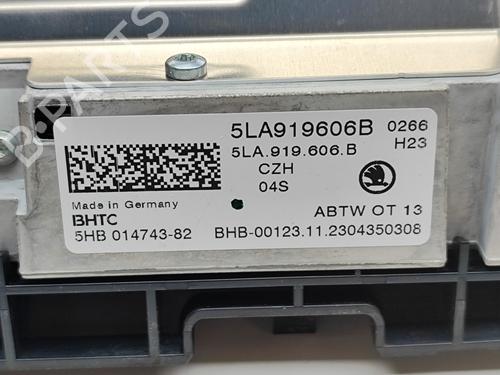 B-PARTS
5LA919606B 0266
5LA.919.606.B H23
CZH
04S
Made in Germany
BHTC ABTW OT 13
5HB 014743-82 BHB-00123.11.2304350308